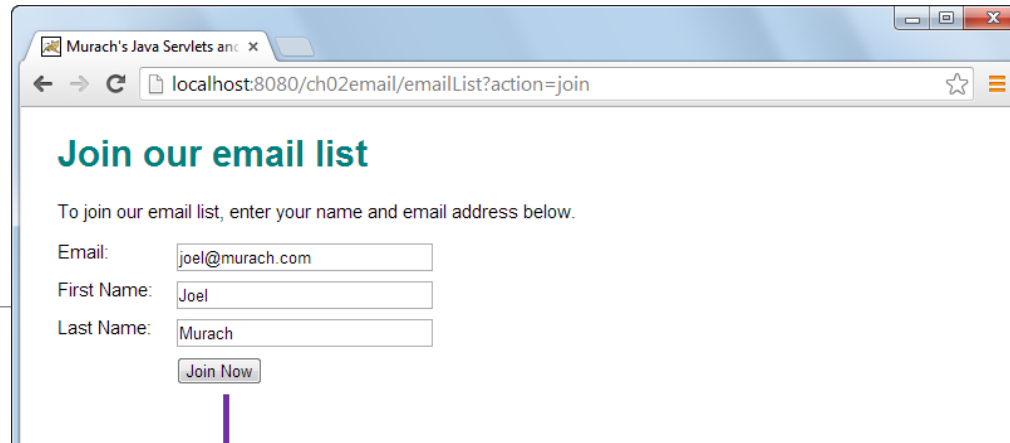 Murach's Java Servlets anc
localhost:8080/ch02email/emailList?action=join
Join our email list
To join our email list, enter your name and email address below.
Email: joel@murach.com
First Name: Joel
Last Name: Murach
Join Now